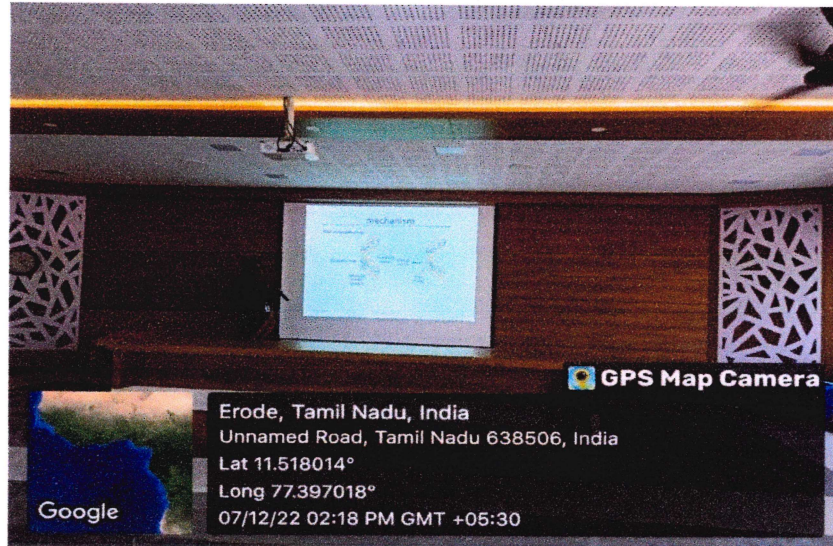 mechanism
GPS Map Camera
Erode, Tamil Nadu, India
Unnamed Road, Tamil Nadu 638506, India
Lat 11.518014°
Long 77.397018°
07/12/22 02:18 PM GMT +05:30
Google